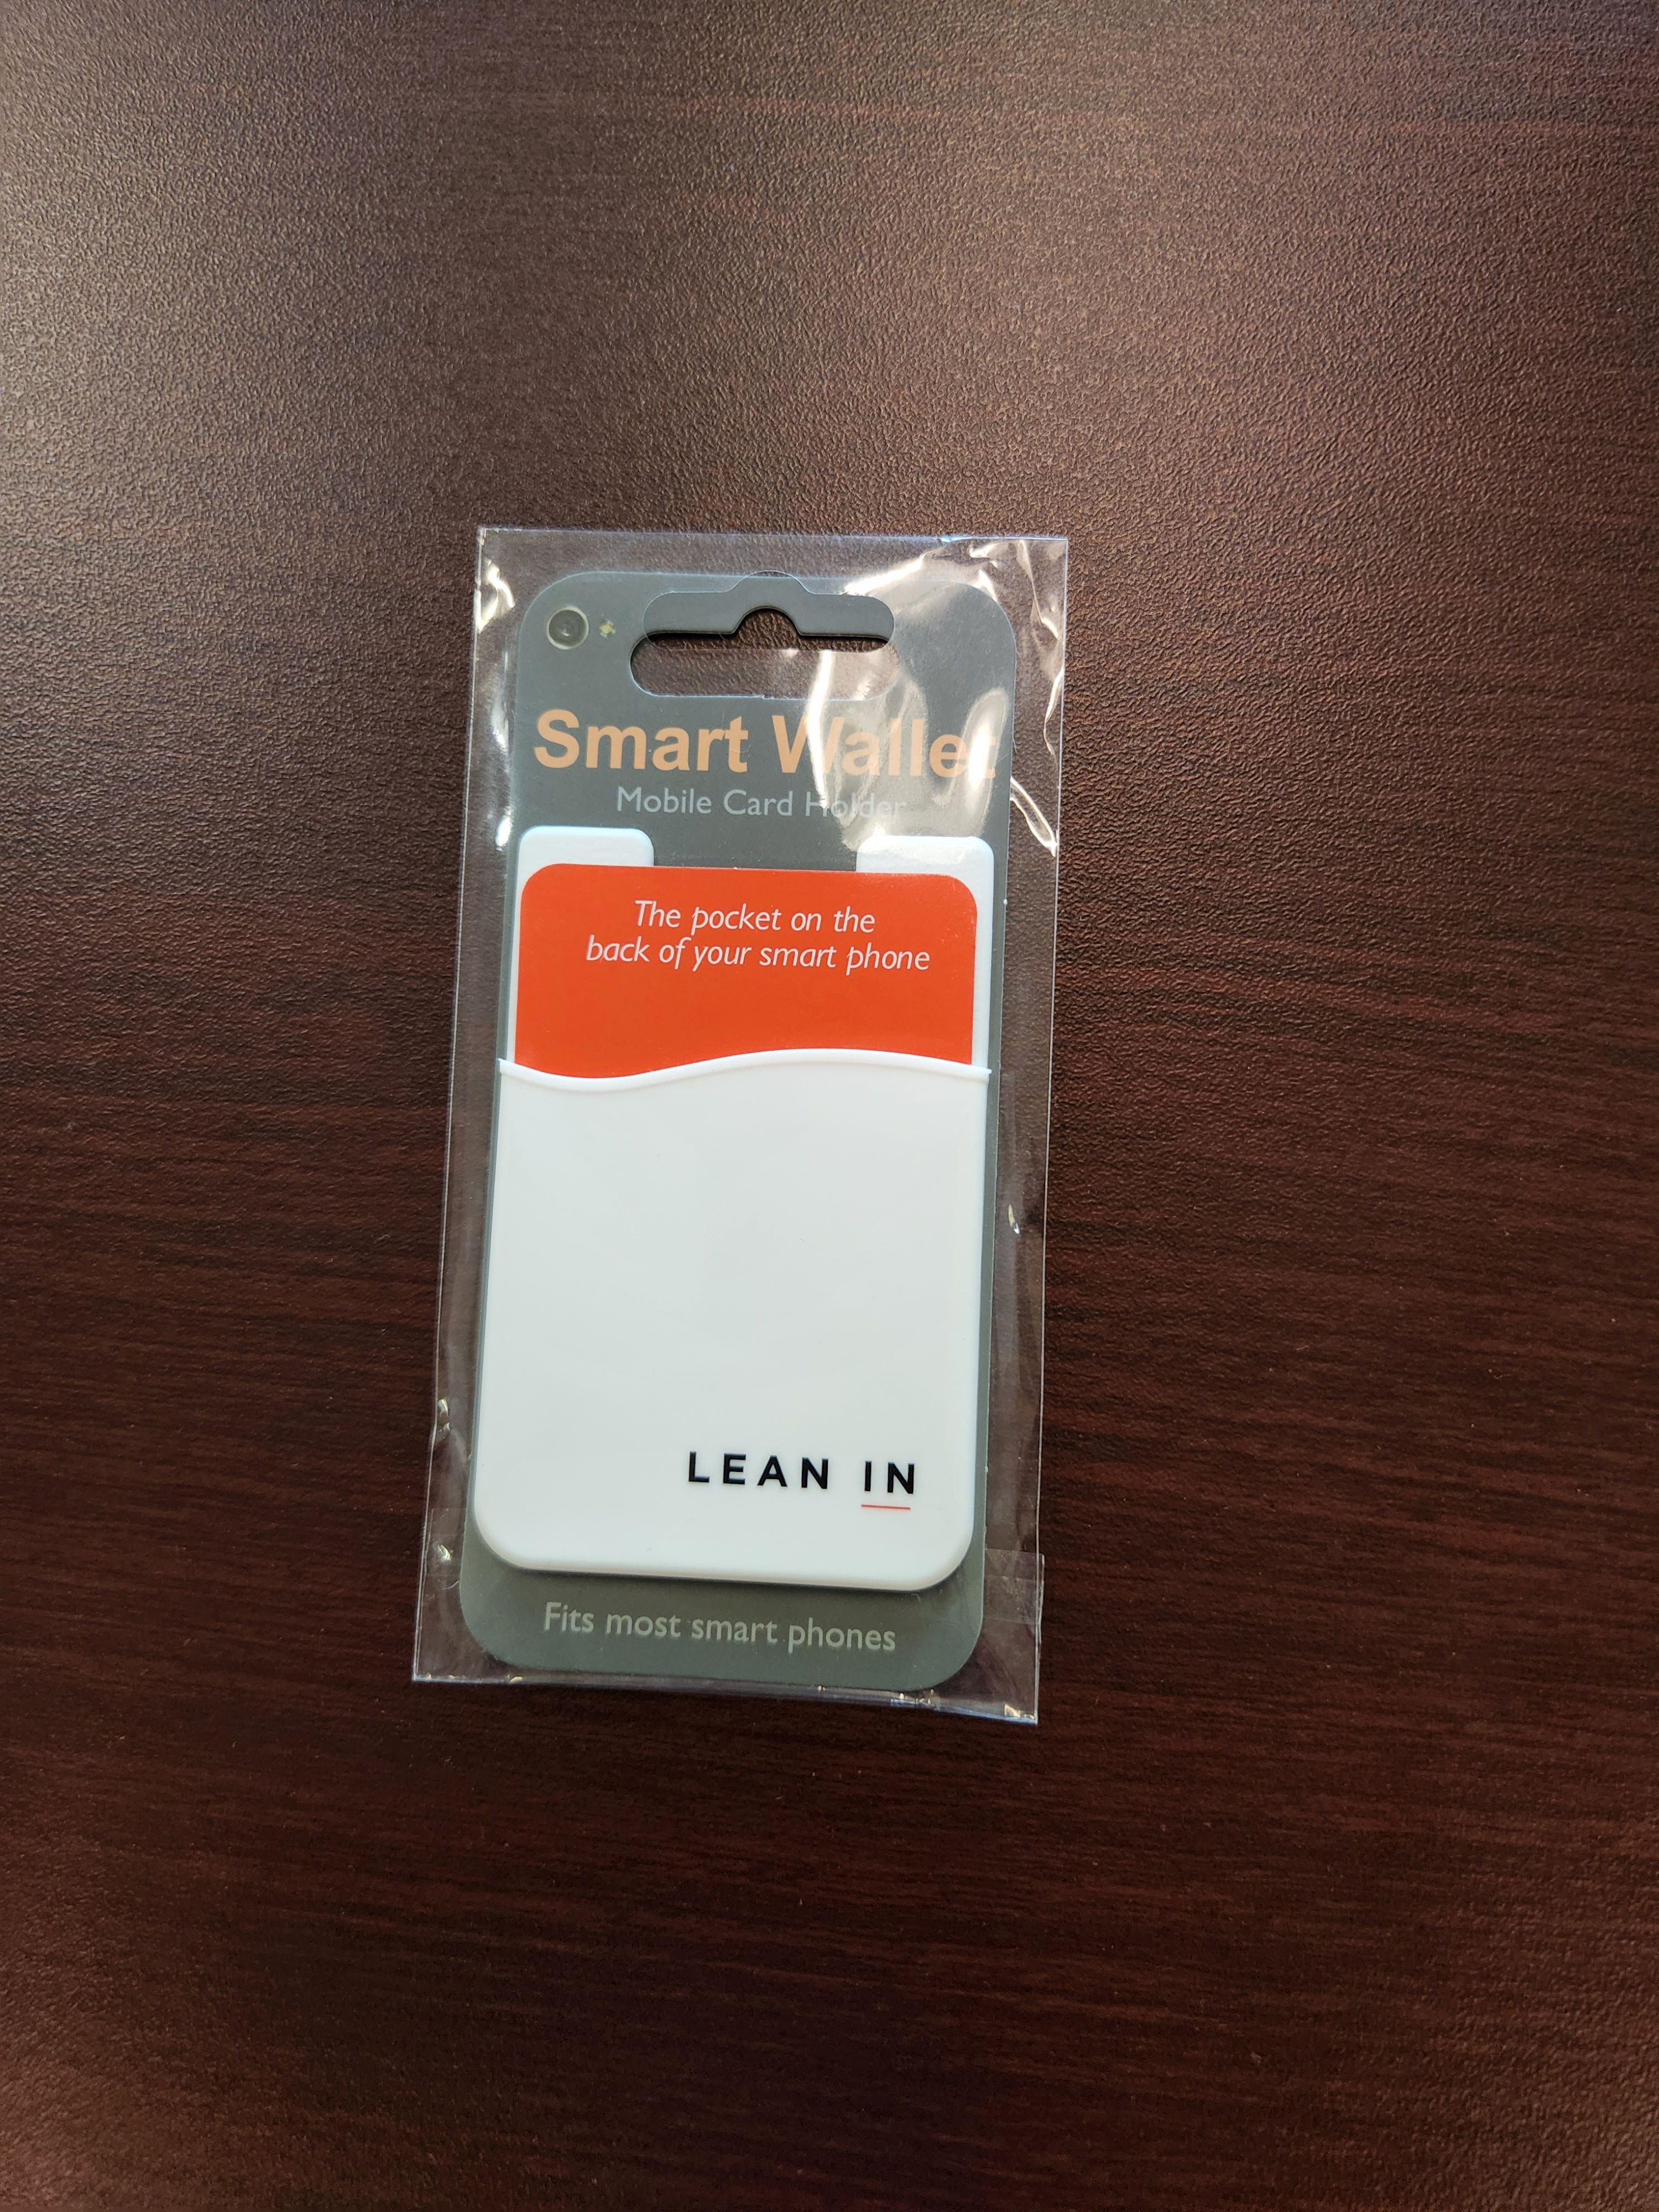 Smart Wallet
Mobile Card Holder
The pocket on the
back of your smart phone
LEAN IN
Fits most smart phones